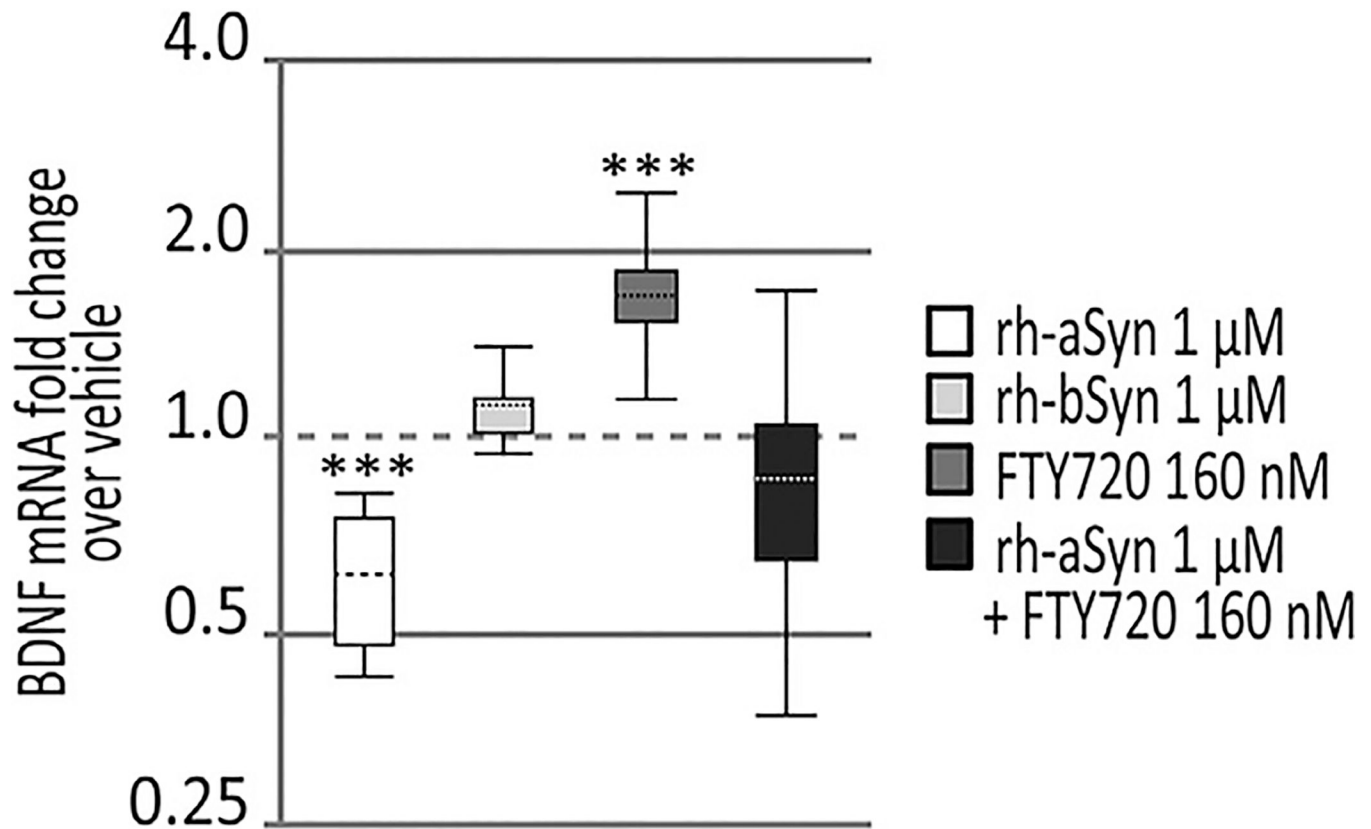 4.0
2.0
1.0
0.5
0.25
BDNF mRNA fold change
over vehicle
***
***
rh-aSyn 1 μM
rh-bSyn 1 μM
FTY720 160 nM
rh-aSyn 1 μM
+ FTY720 160 nM